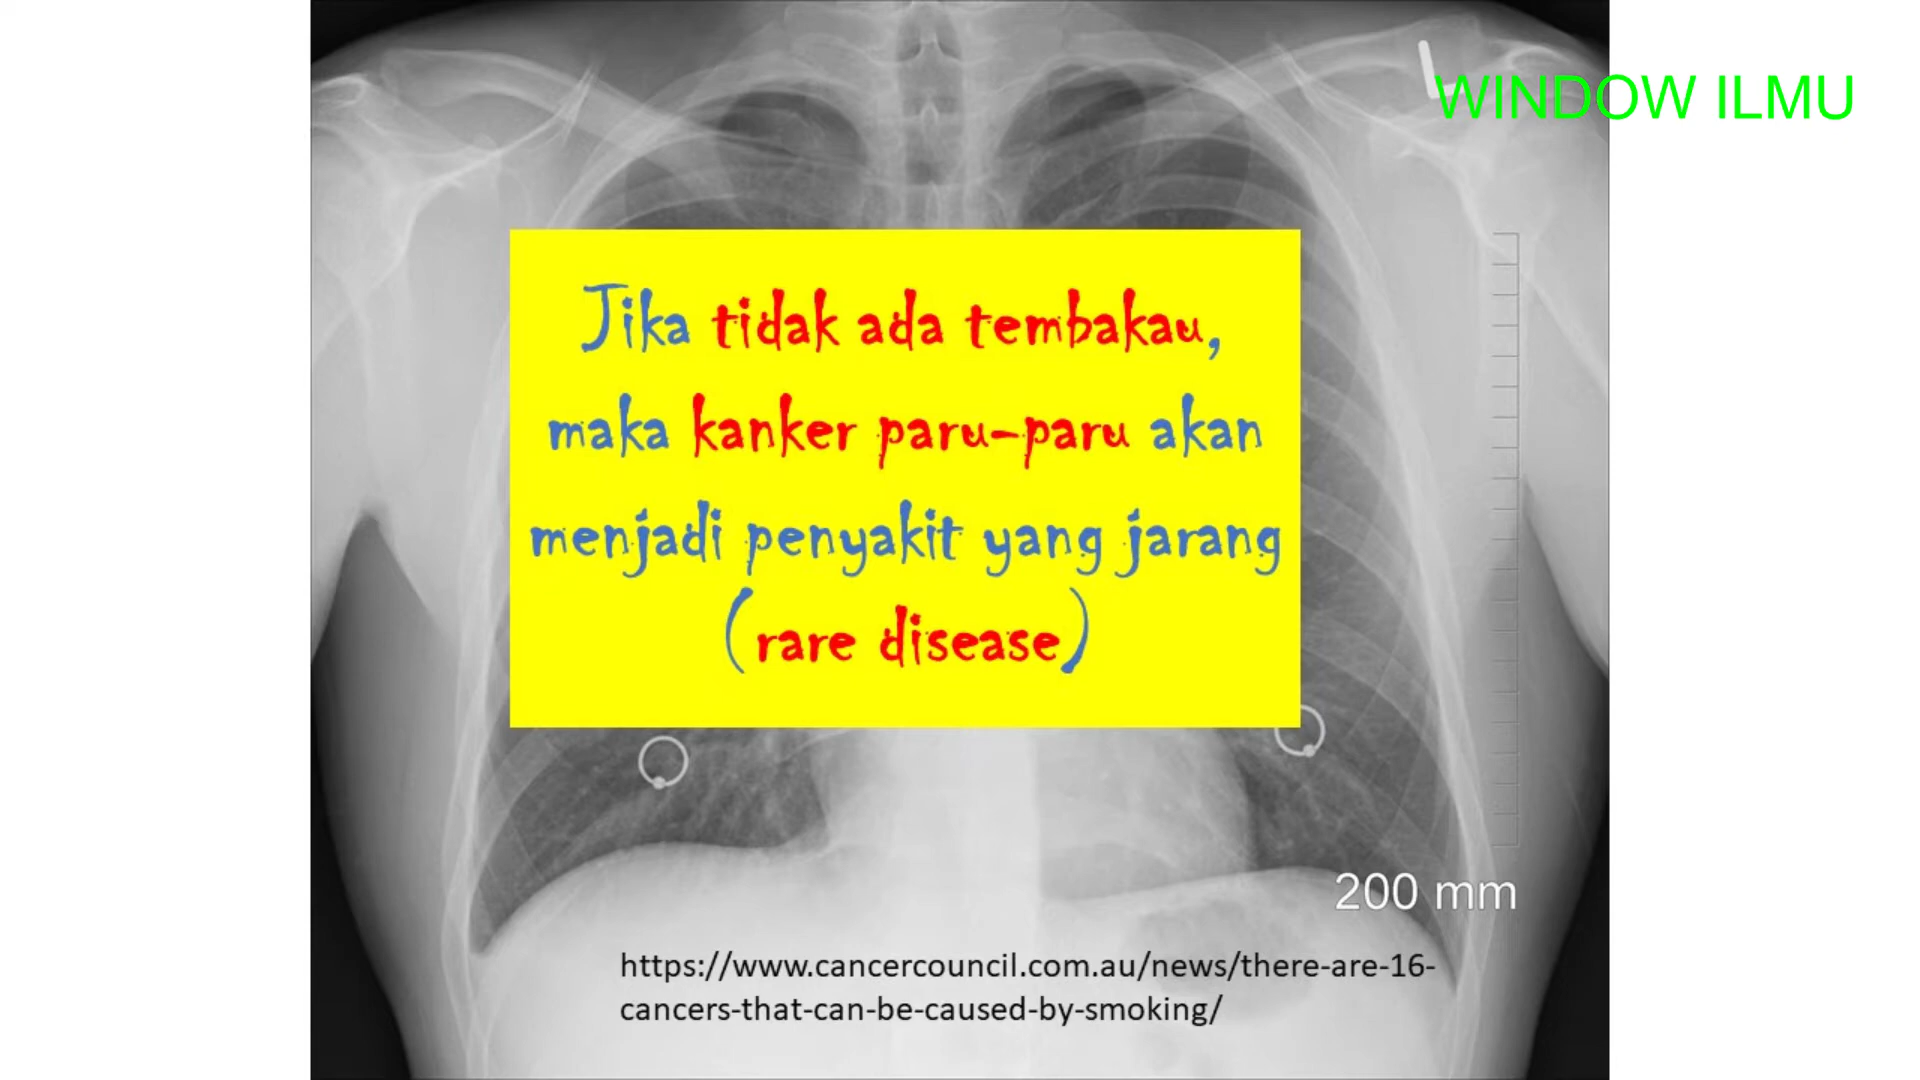 WINDOW ILMU
Jika tidak ada tembakau,
maka kanker paru-paru akan
menjadi penyakit yang jarang
(rare disease)
200 mm
https://www.cancercouncil.com.au/news/there-are-16-
cancers-that-can-be-caused-by-smoking/